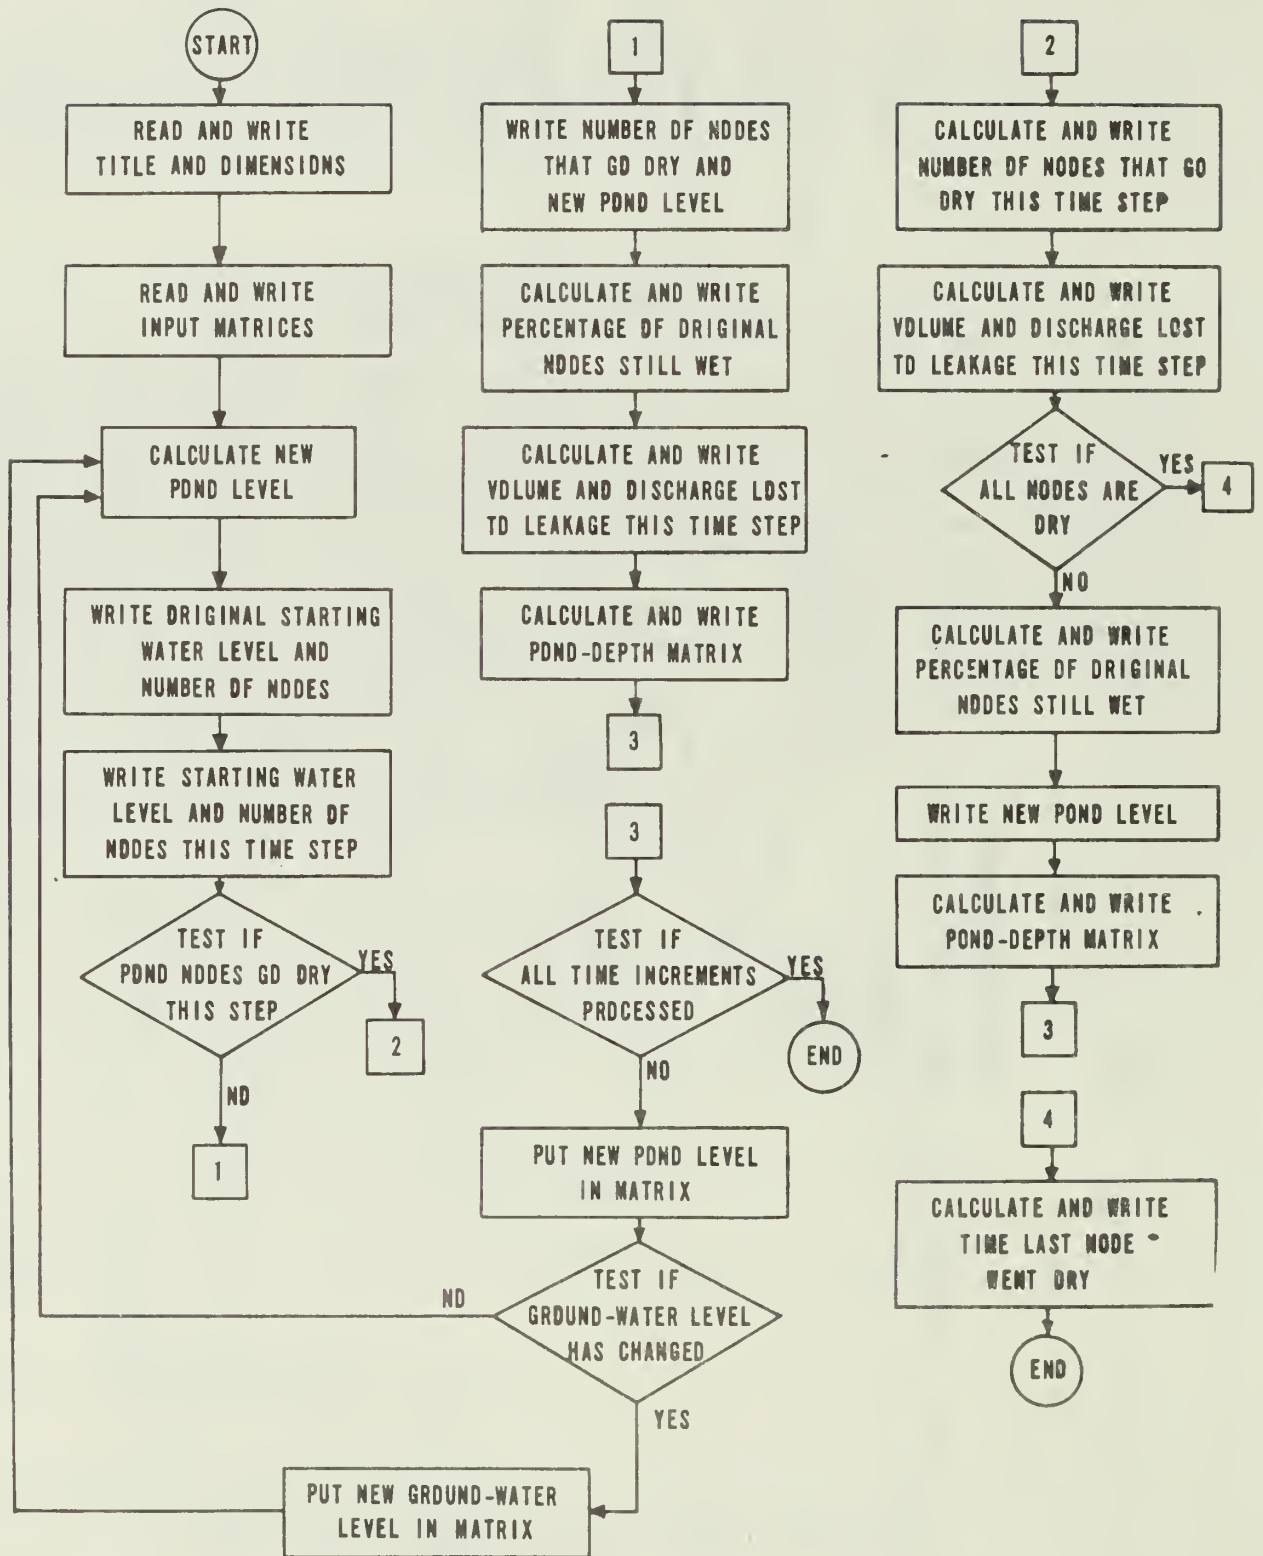 START
READ AND WRITE
TITLE AND DIMENSIONS
READ AND WRITE
INPUT MATRICES
CALCULATE NEW
POND LEVEL
WRITE ORIGINAL STARTING
WATER LEVEL AND
NUMBER OF NODES
WRITE STARTING WATER
LEVEL AND NUMBER OF
NODES THIS TIME STEP
TEST IF
POND NODES GO DRY
THIS STEP
YES
2
NO
1
1
WRITE NUMBER OF NODES
THAT GO DRY AND
NEW POND LEVEL
CALCULATE AND WRITE
PERCENTAGE OF ORIGINAL
NODES STILL WET
CALCULATE AND WRITE
VOLUME AND DISCHARGE LOST
TO LEAKAGE THIS TIME STEP
CALCULATE AND WRITE
POND-DEPTH MATRIX
3
3
TEST IF
ALL TIME INCREMENTS
PROCESSED
YES
END
NO
PUT NEW POND LEVEL
IN MATRIX
TEST IF
GROUND-WATER LEVEL
HAS CHANGED
NO
YES
PUT NEW GROUND-WATER
LEVEL IN MATRIX
2
CALCULATE AND WRITE
NUMBER OF NODES THAT GO
DRY THIS TIME STEP
CALCULATE AND WRITE
VOLUME AND DISCHARGE LOST
TO LEAKAGE THIS TIME STEP
TEST IF
ALL NODES ARE
DRY
YES
4
NO
CALCULATE AND WRITE
PERCENTAGE OF ORIGINAL
NODES STILL WET
WRITE NEW POND LEVEL
CALCULATE AND WRITE
POND-DEPTH MATRIX
3
4
CALCULATE AND WRITE
TIME LAST NODE
WENT DRY
END